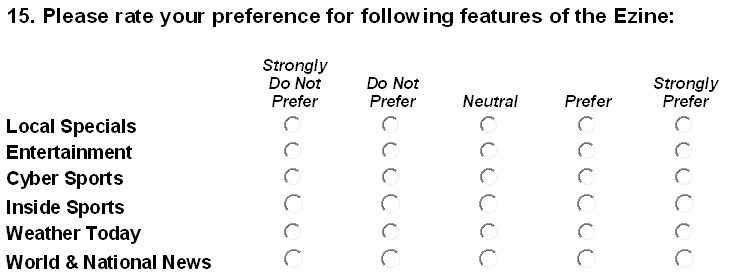 15. Please rate your preference for following features of the Ezine:
Strongly Do Not Prefer
Do Not Prefer
Neutral
Prefer
Strongly Prefer
Local Specials
Entertainment
Cyber Sports
Inside Sports
Weather Today
World & National News